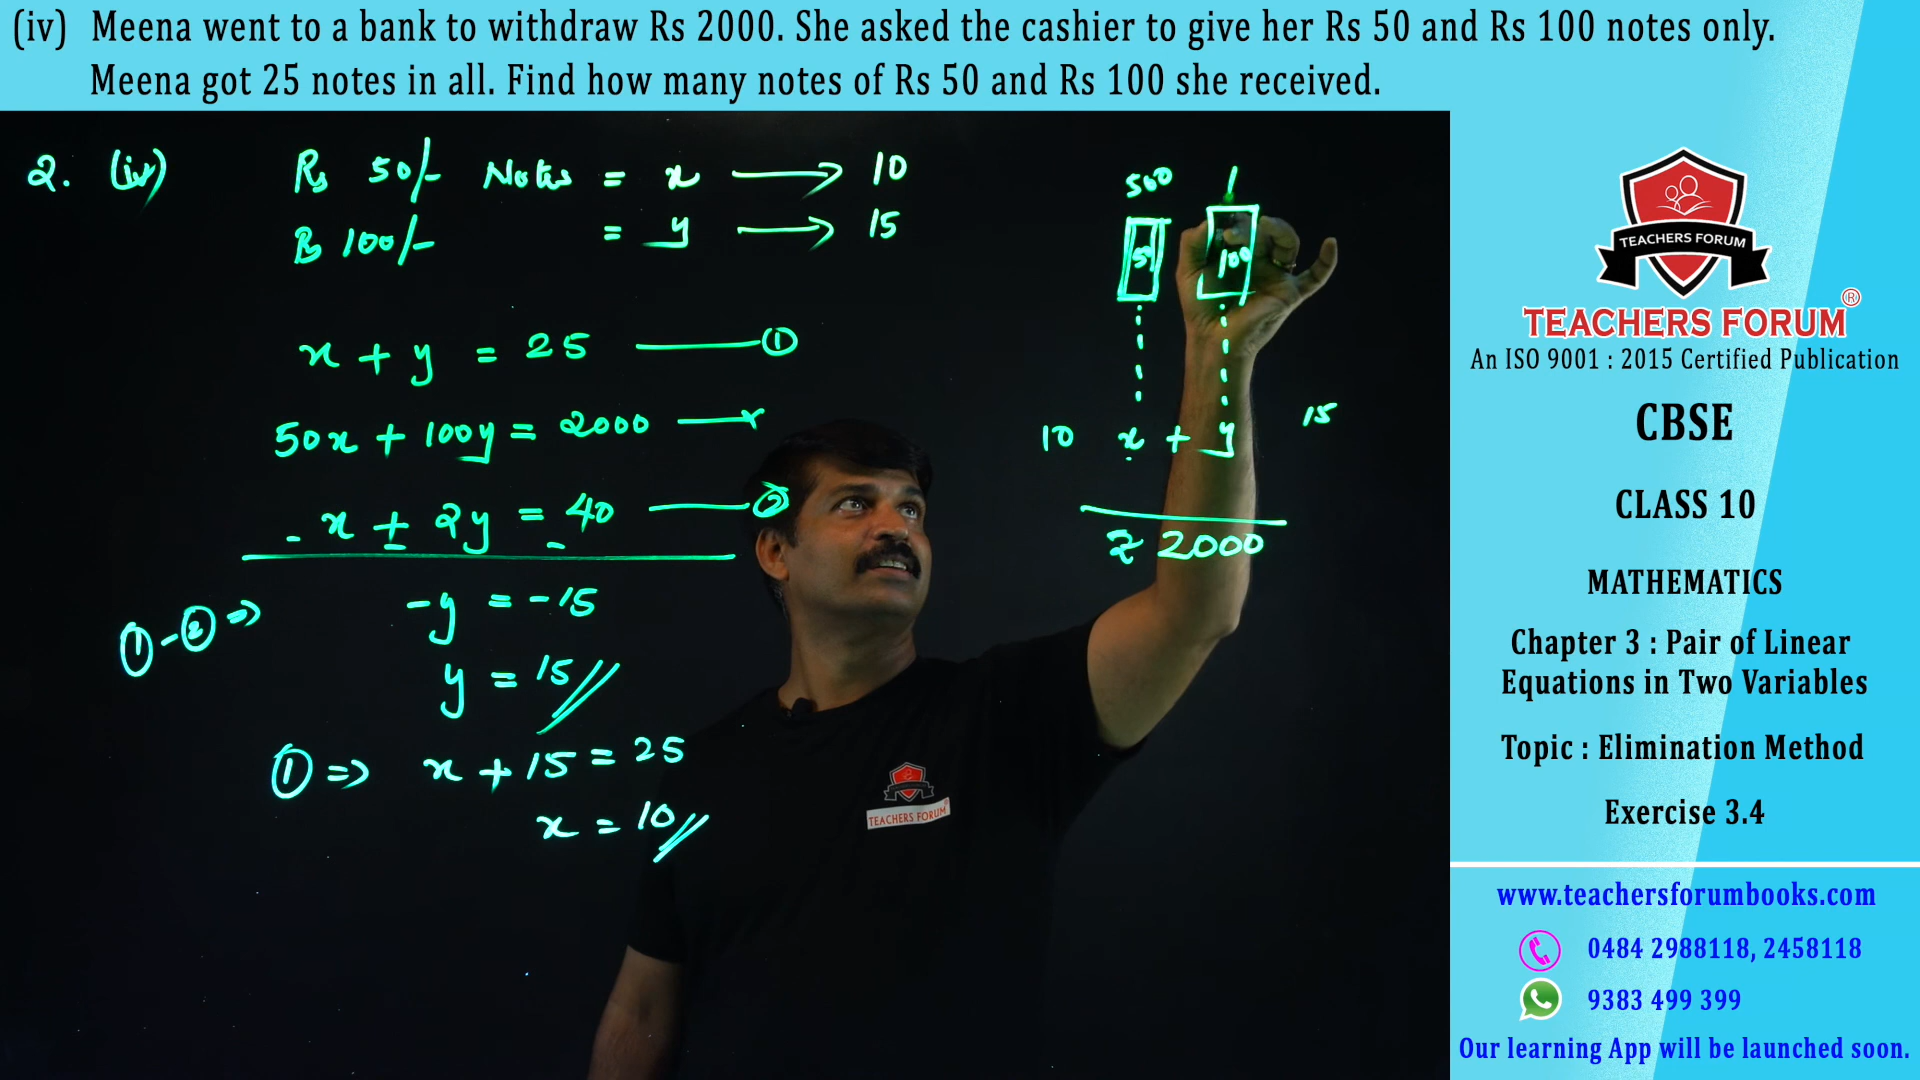 (iv) Meena went to a bank to withdraw Rs 2000. She asked the cashier to give her Rs 50 and Rs 100 notes only.
Meena got 25 notes in all. Find how many notes of Rs 50 and Rs 100 she received.
2. (iv) Rs 50/- Notes = x ⟶ 10
Rs 100/- = y ⟶ 15
x + y = 25 —— ①
50x + 100y = 2000 ——
- x ± 2y = 40 —— ②
-
① - ② ⇒ -y = -15
y = 15 //
① ⇒ x + 15 = 25
x = 10 //
500 1
50 100
10 x + y 15
₹ 2000
TEACHERS FORUM
TEACHERS FORUM
TEACHERS FORUM ®
An ISO 9001 : 2015 Certified Publication
CBSE
CLASS 10
MATHEMATICS
Chapter 3 : Pair of Linear
Equations in Two Variables
Topic : Elimination Method
Exercise 3.4
www.teachersforumbooks.com
0484 2988118, 2458118
9383 499 399
Our learning App will be launched soon.